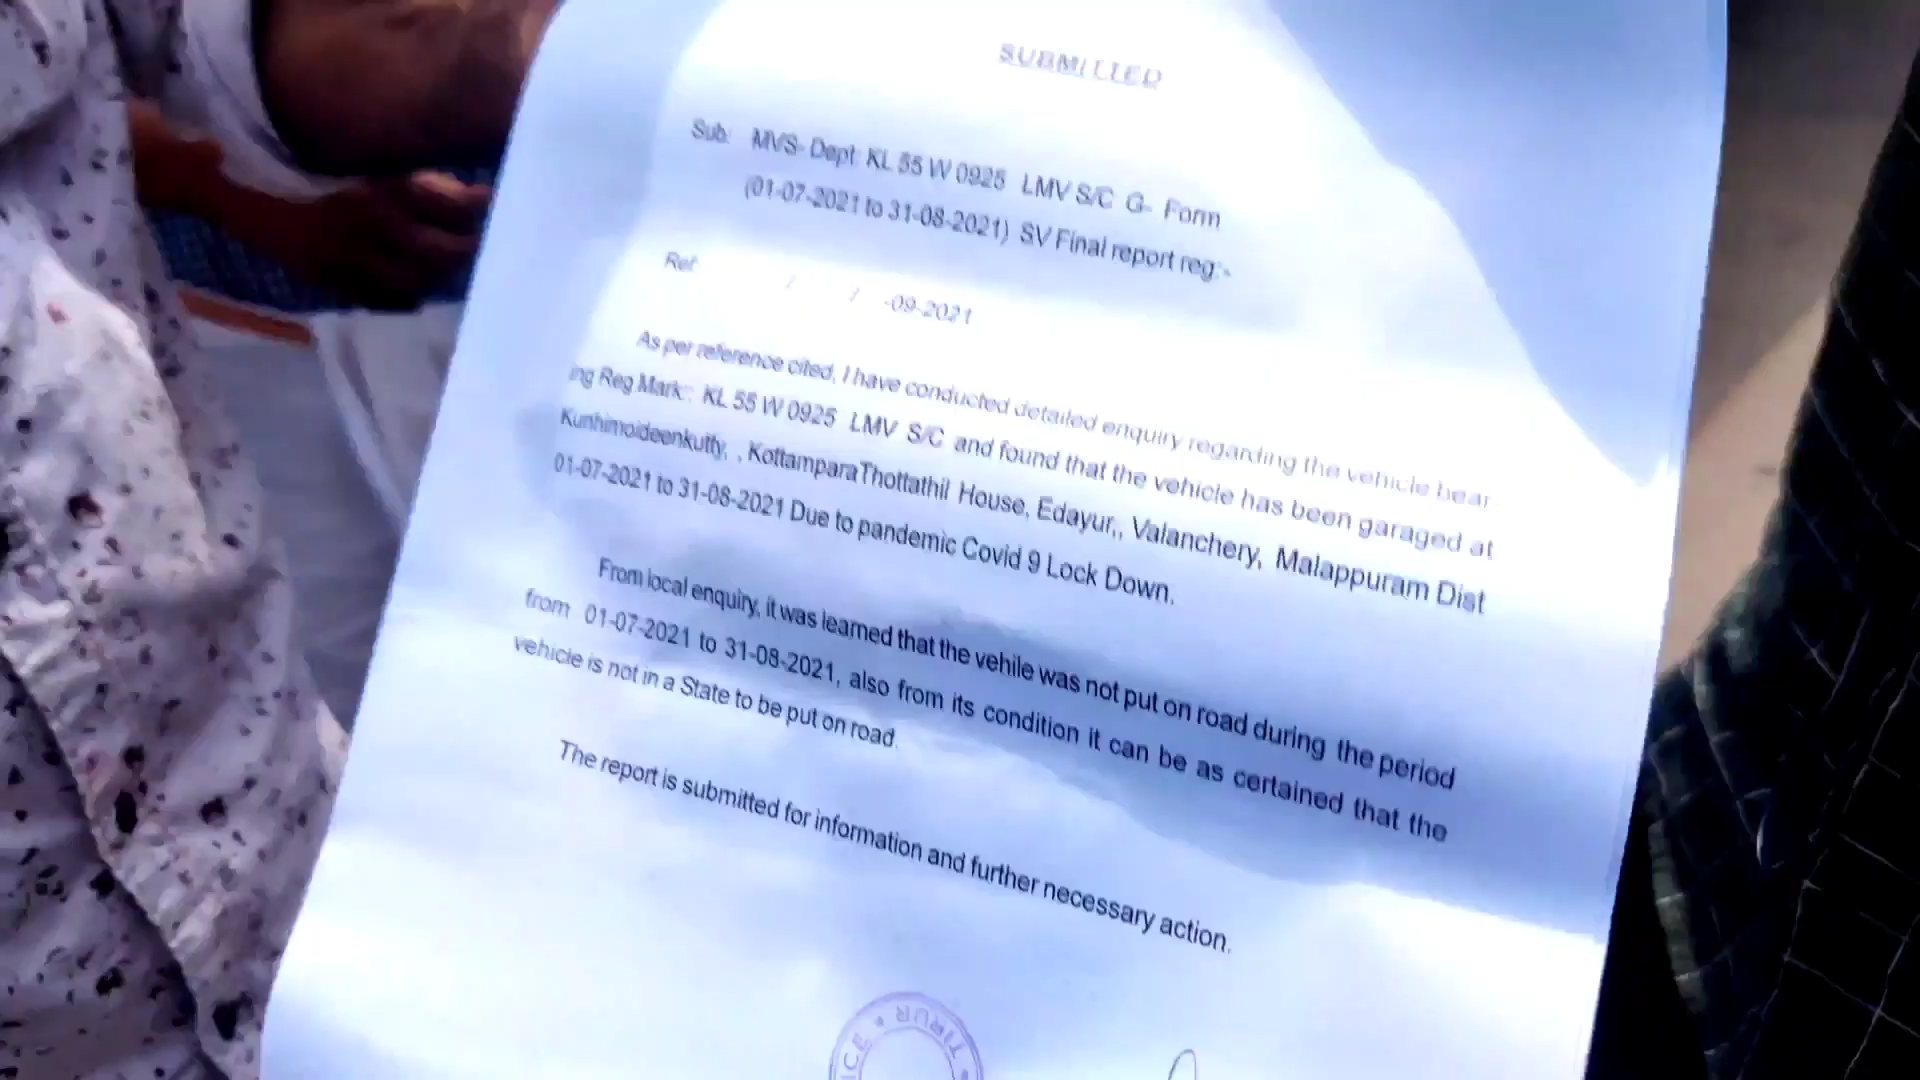 SUBMITTED
Sub: MVS- Dept: KL 55 W 0925 LMV S/C G- Form
(01-07-2021 to 31-08-2021) SV Final report reg:-
Ref: / / -09-2021
As per reference cited, I have conducted detailed enquiry regarding the vehicle bear
ing Reg Mark:: KL 55 W 0925 LMV S/C and found that the vehicle has been garaged at
Kunhimoideenkutty, , KottamparaThottathil House, Edayur,, Valanchery, Malappuram Dist
01-07-2021 to 31-08-2021 Due to pandemic Covid 9 Lock Down.
From local enquiry, it was learned that the vehile was not put on road during the period
from 01-07-2021 to 31-08-2021, also from its condition it can be as certained that the
vehicle is not in a State to be put on road.
The report is submitted for information and further necessary action.
ICE * TIRUR *